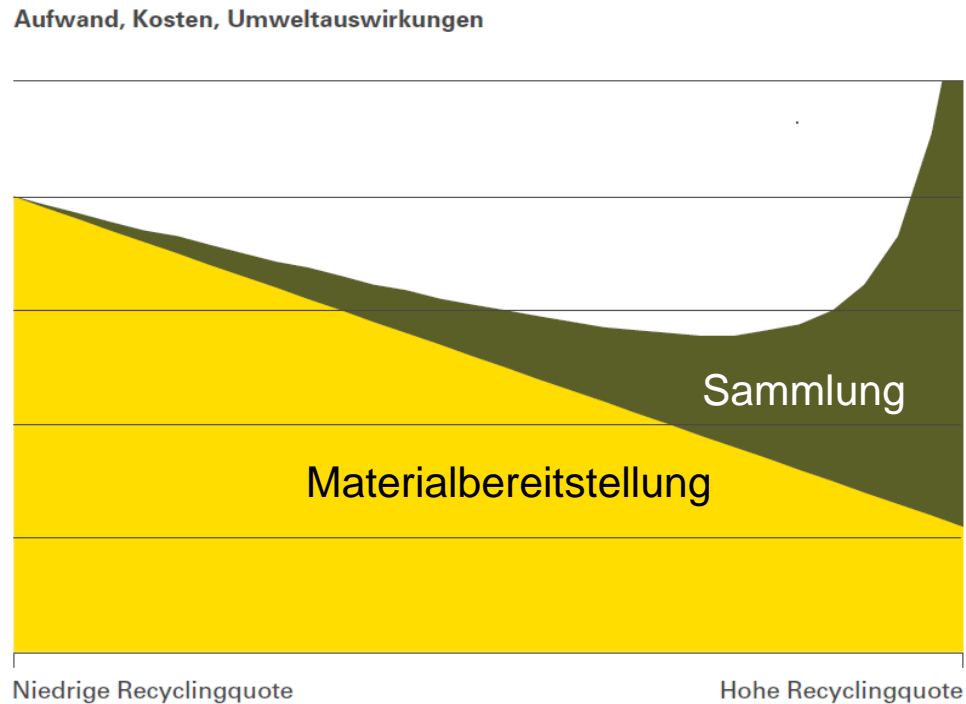 Aufwand, Kosten, Umweltauswirkungen
Sammlung
Materialbereitstellung
Niedrige Recyclingquote
Hohe Recyclingquote